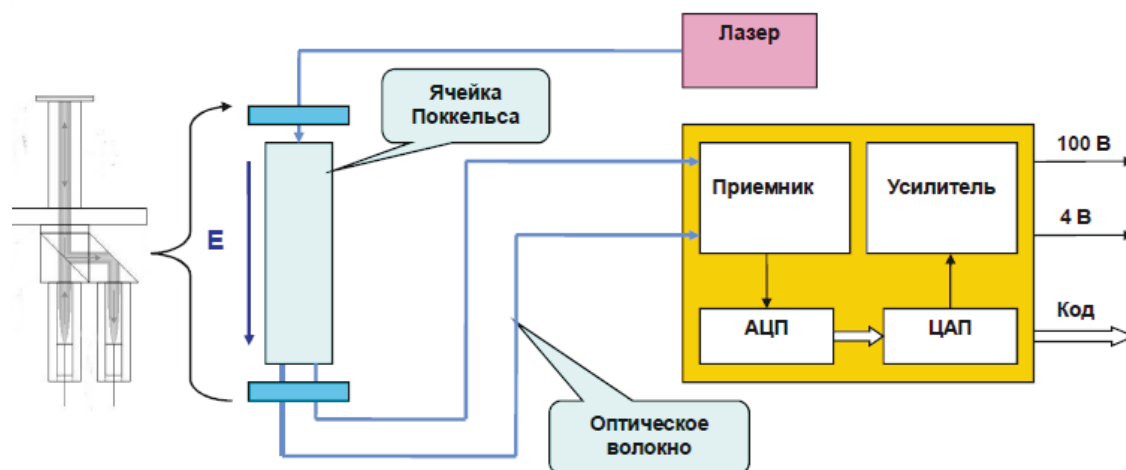 Лазер
Ячейка
Поккельса
E
Приемник
Усилитель
100 В
4 В
АЦП
ЦАП
Код
Оптическое
волокно